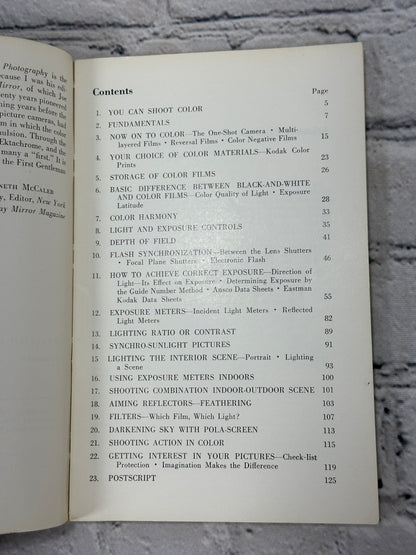 Photography is the
because I was his edi-
Mirror, of which Joe
enty years pioneered
ning years before the
picture cameras, had
m in which the color
ulsion. Through the
Ektachrome, and the
many a "first." It is
the First Gentleman
NETH McCALEB
y, Editor, New York
ay Mirror Magazine
Contents Page
1. YOU CAN SHOOT COLOR 5
2. FUNDAMENTALS 7
3. NOW ON TO COLOR—The One-Shot Camera • Multi-
layered Films • Reversal Films • Color Negative Films 15
4. YOUR CHOICE OF COLOR MATERIALS—Kodak Color
Prints 23
5. STORAGE OF COLOR FILMS 26
6. BASIC DIFFERENCE BETWEEN BLACK-AND-WHITE
AND COLOR FILMS—Color Quality of Light • Exposure
Latitude 28
7. COLOR HARMONY 33
8. LIGHT AND EXPOSURE CONTROLS 35
9. DEPTH OF FIELD 41
10. FLASH SYNCHRONIZATION—Between the Lens Shutters
• Focal Plane Shutters • Electronic Flash 46
11. HOW TO ACHIEVE CORRECT EXPOSURE—Direction of
Light—Its Effect on Exposure • Determining Exposure by
the Guide Number Method • Ansco Data Sheets • Eastman
Kodak Data Sheets 55
12. EXPOSURE METERS—Incident Light Meters • Reflected
Light Meters 82
13. LIGHTING RATIO OR CONTRAST 89
14. SYNCHRO-SUNLIGHT PICTURES 91
15 LIGHTING THE INTERIOR SCENE—Portrait • Lighting
a Scene 93
16. USING EXPOSURE METERS INDOORS 100
17. SHOOTING COMBINATION INDOOR-OUTDOOR SCENE 101
18. AIMING REFLECTORS—FEATHERING 103
19. FILTERS—Which Film, Which Light? 107
20. DARKENING SKY WITH POLA-SCREEN 113
21. SHOOTING ACTION IN COLOR 115
22. GETTING INTEREST IN YOUR PICTURES—Check-list
Protection • Imagination Makes the Difference 119
23. POSTSCRIPT 125